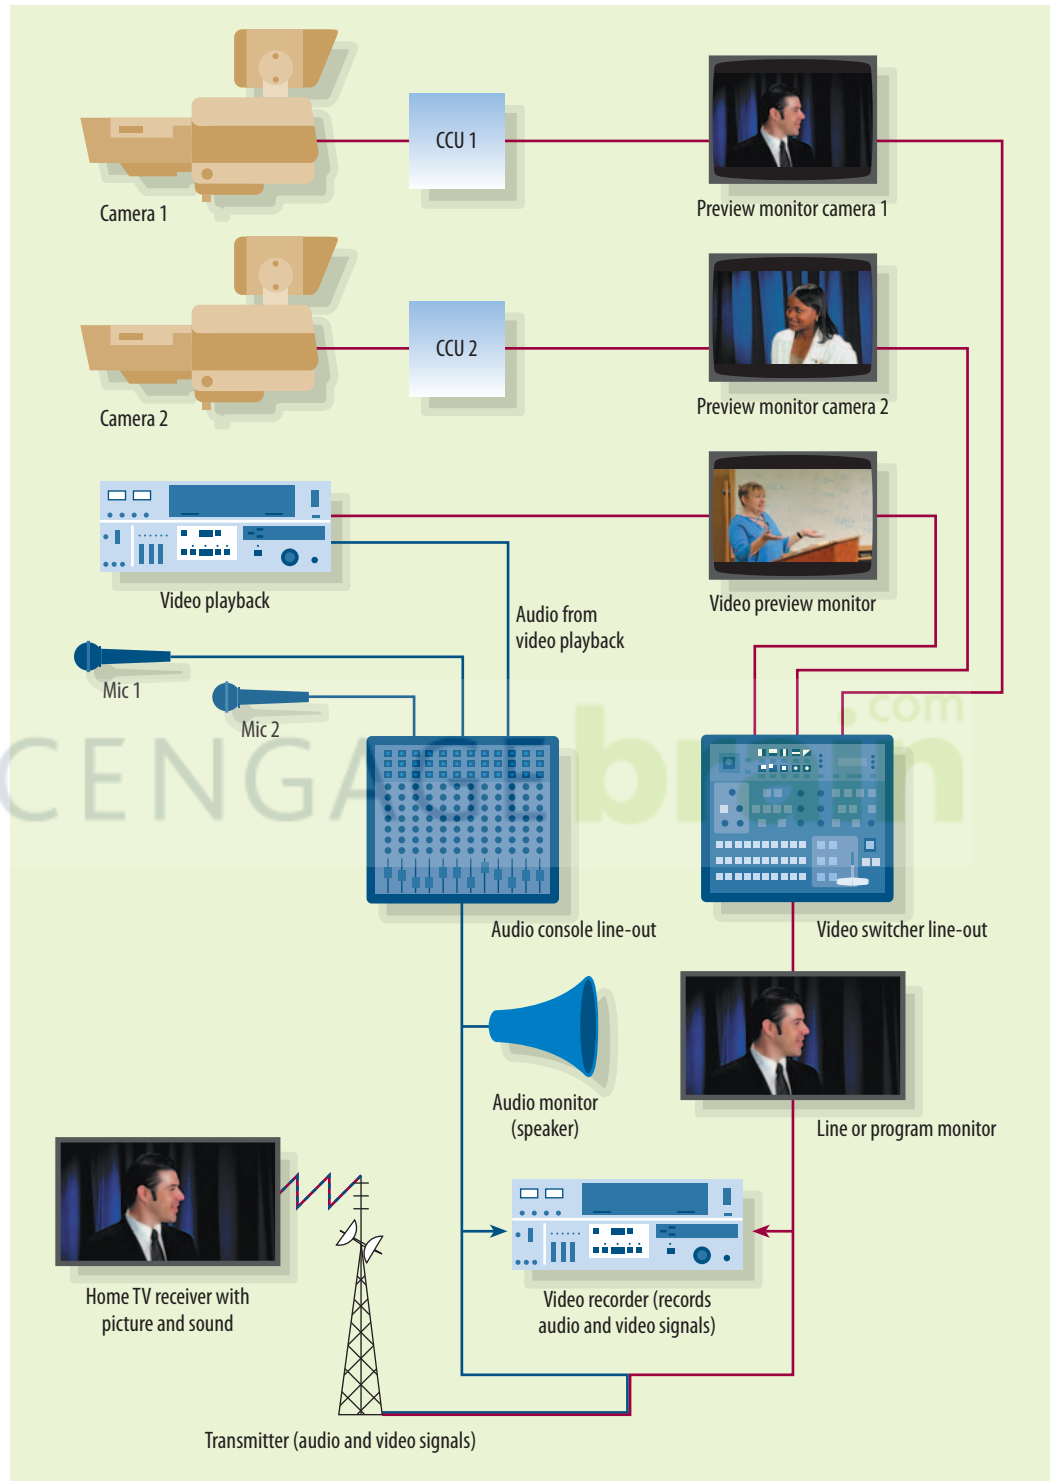 CCU 1
Camera 1
Preview monitor camera 1
CCU 2
Camera 2
Preview monitor camera 2
Video playback
Audio from
video playback
Video preview monitor
Mic 1
Mic 2
CENGAGEbrain
.com
Audio console line-out
Video switcher line-out
Audio monitor
(speaker)
Line or program monitor
Home TV receiver with
picture and sound
Video recorder (records
audio and video signals)
Transmitter (audio and video signals)